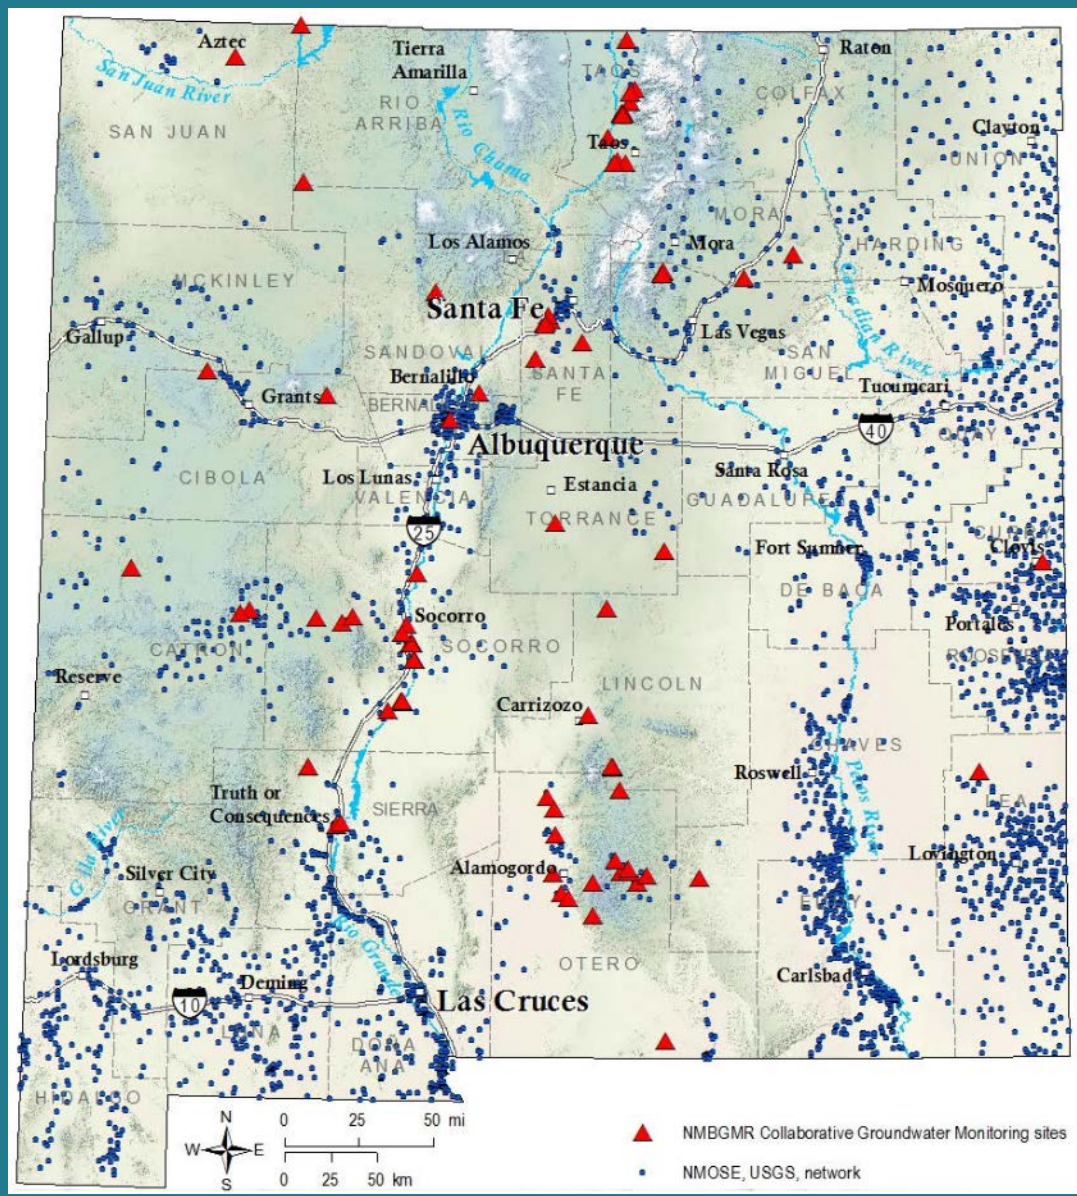 Aztec
San Juan River
SAN JUAN
Tierra
Amarilla
RIO
ARRIBA
Rio Chama
TAOS
Taos
Raton
COLFAX
Clayton
UNION
Los Alamos
MORA
Mora
HARDING
Mosquero
Canadian River
MCKINLEY
Gallup
Santa Fe
Las Vegas
SANDOVAL
SANTA
FE
SAN
MIGUEL
Bernalillo
Tucumcari
Grants
40
QUAY
Albuquerque
CIBOLA
Los Lunas
VALENCIA
Estancia
Santa Rosa
GUADALUPE
TORRANCE
25
Fort Sumner
CURRY
Clovis
DE BACA
Socorro
SOCORRO
Portales
ROOSEVELT
CATRON
Reserve
LINCOLN
Carrizozo
CHAVES
Roswell
Pecos River
LEA
Truth or
Consequences
SIERRA
Gila River
Silver City
GRANT
Alamogordo
Lovington
EDDY
Rio Grande
OTERO
Lordsburg
Deming
10
Las Cruces
Carlsbad
LUNA
DONA
ANA
HIDALGO
N
W
E
S
0 25 50 mi
0 25 50 km
NMBGMR Collaborative Groundwater Monitoring sites
NMOSE, USGS, network